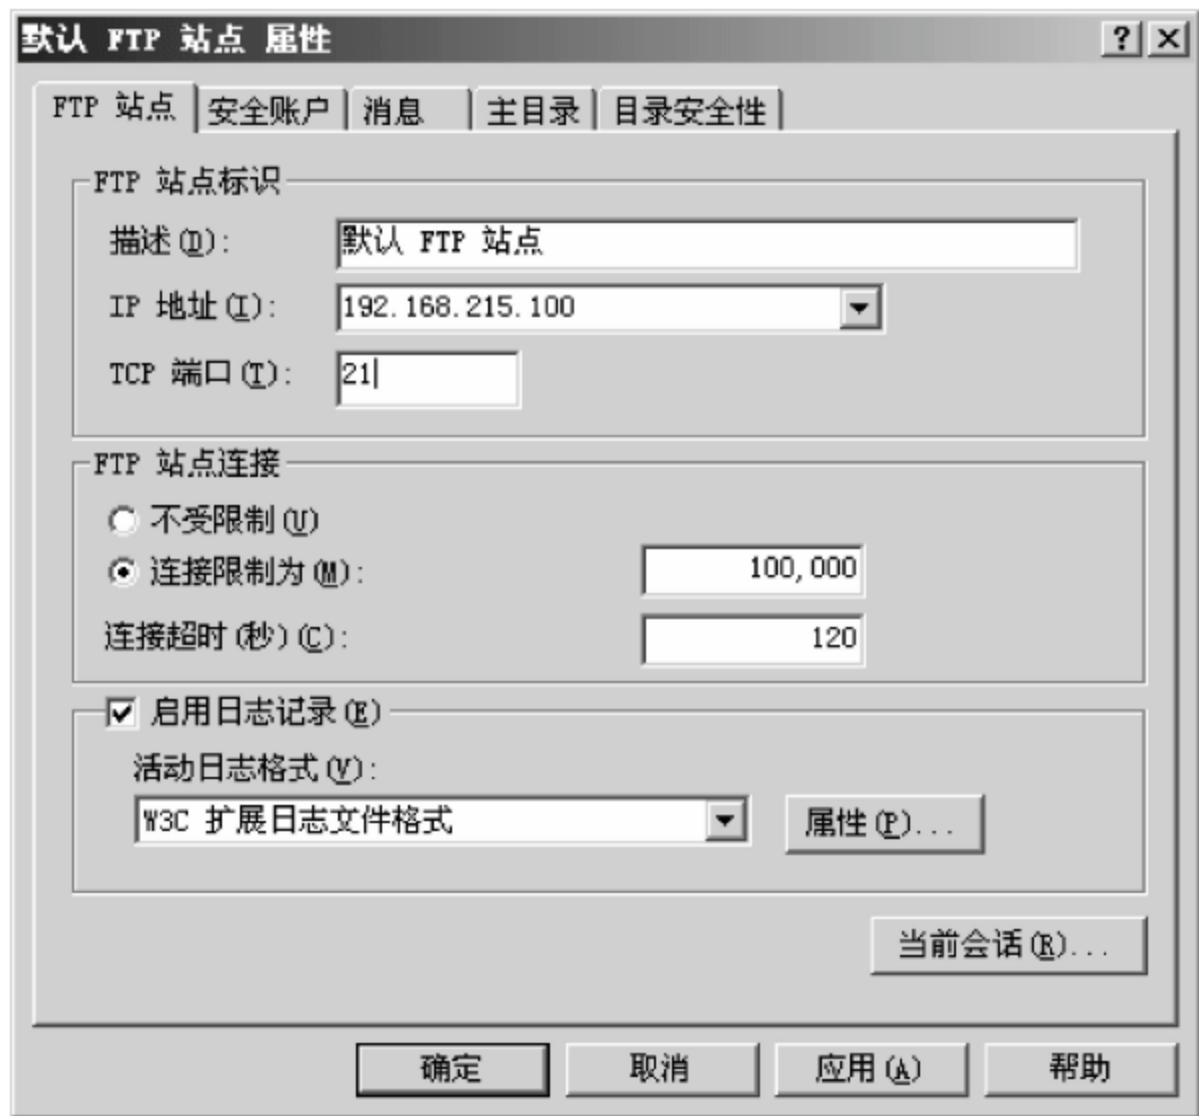 默认 FTP 站点 属性
FTP 站点 安全账户 消息 主目录 目录安全性
FTP 站点标识
描述(D): 默认 FTP 站点
IP 地址(I): 192.168.215.100
TCP 端口(T): 21
FTP 站点连接
不受限制(U)
连接限制为(M): 100,000
连接超时(秒)(C): 120
启用日志记录(E)
活动日志格式(V):
W3C 扩展日志文件格式 属性(P)...
当前会话(R)...
确定 取消 应用(A) 帮助